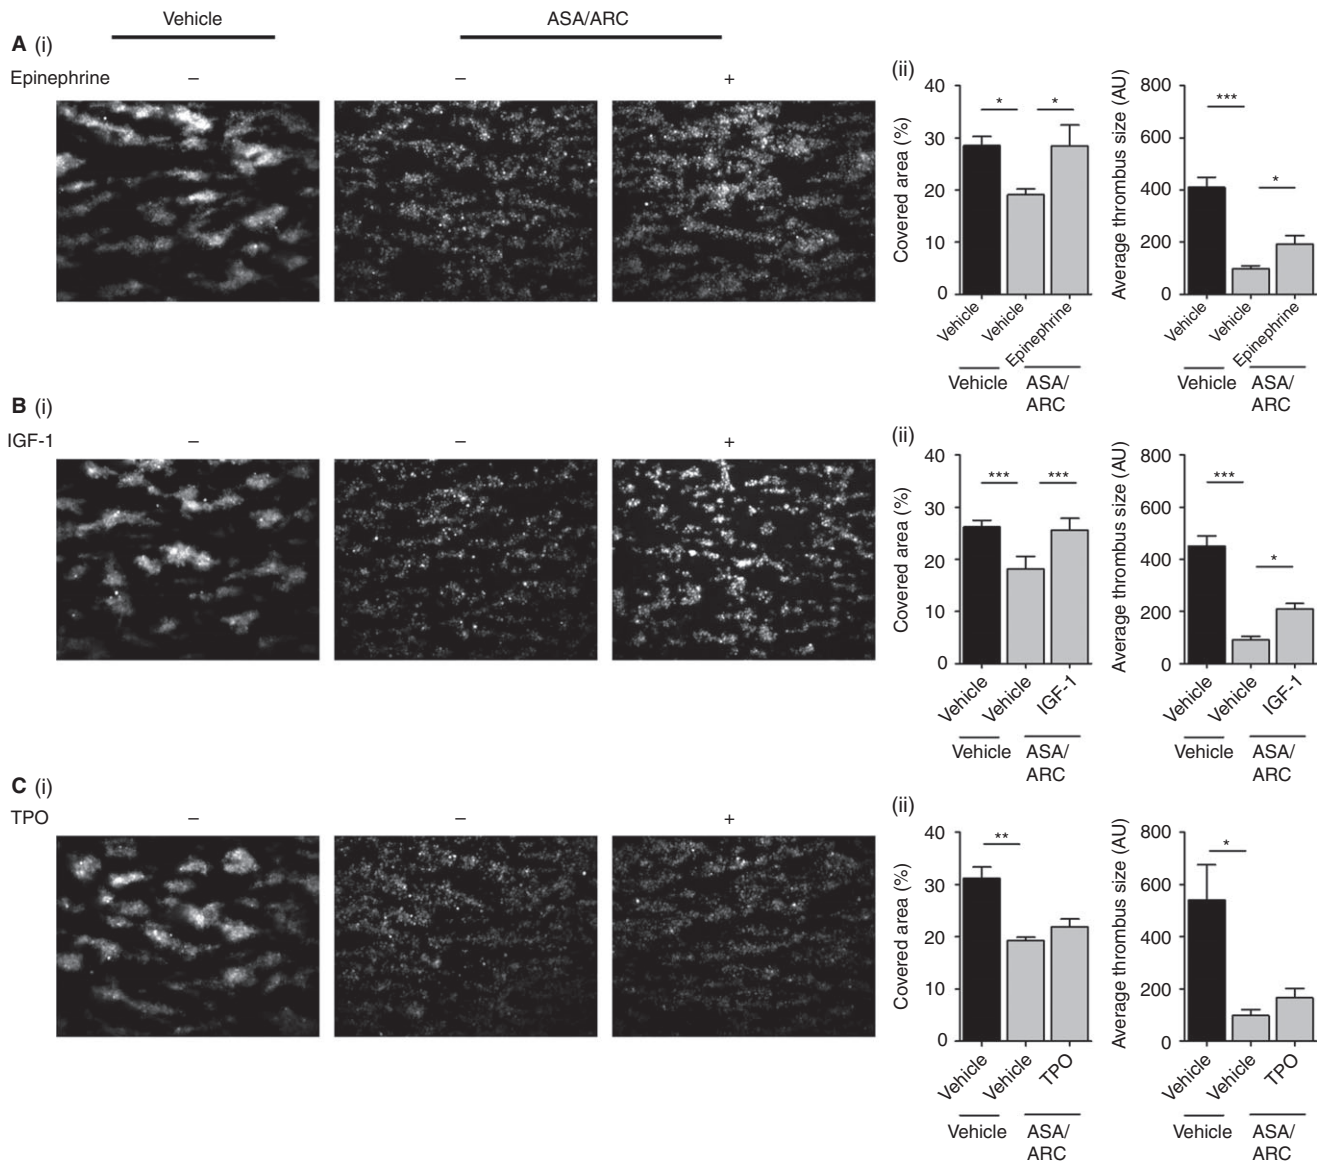 Vehicle ASA/ARC
A (i)
Epinephrine – – +
(ii)
Covered area (%)
40
30
20
10
0
* *
Vehicle Vehicle Epinephrine
Vehicle ASA/
ARC
Average thrombus size (AU)
800
600
400
200
0
*** *
Vehicle Vehicle Epinephrine
Vehicle ASA/
ARC
B (i)
IGF-1 – – +
(ii)
Covered area (%)
40
30
20
10
0
*** ***
Vehicle Vehicle IGF-1
Vehicle ASA/
ARC
Average thrombus size (AU)
800
600
400
200
0
*** *
Vehicle Vehicle IGF-1
Vehicle ASA/
ARC
C (i)
TPO – – +
(ii)
Covered area (%)
40
30
20
10
0
**
Vehicle Vehicle TPO
Vehicle ASA/
ARC
Average thrombus size (AU)
800
600
400
200
0
*
Vehicle Vehicle TPO
Vehicle ASA/
ARC